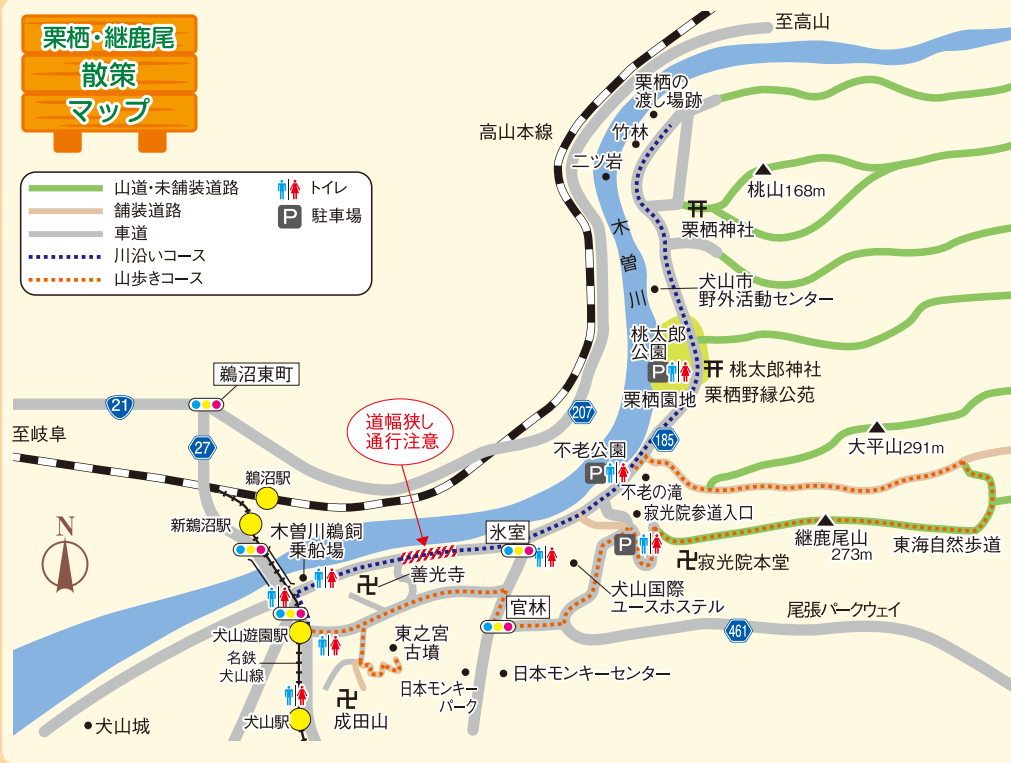 栗栖・継鹿尾
散策
マップ
山道・未舗装道路
舗装道路
車道
川沿いコース
山歩きコース
トイレ
P 駐車場
至高山
栗栖の
渡し場跡
高山本線
竹林
二ツ岩
桃山168m
栗栖神社
木曽川
犬山市
野外活動センター
桃太郎
公園
P
桃太郎神社
栗栖園地
栗栖野縁公苑
鵜沼東町
21
207
至岐阜
27
道幅狭し
通行注意
185
大平山291m
不老公園
P
鵜沼駅
不老の滝
寂光院参道入口
新鵜沼駅
木曽川鵜飼
乗船場
氷室
N
P
継鹿尾山
273m
東海自然歩道
寂光院本堂
善光寺
犬山国際
ユースホステル
官林
尾張パークウェイ
461
犬山遊園駅
東之宮
古墳
名鉄
犬山線
日本モンキー
パーク
日本モンキーセンター
犬山駅
成田山
犬山城